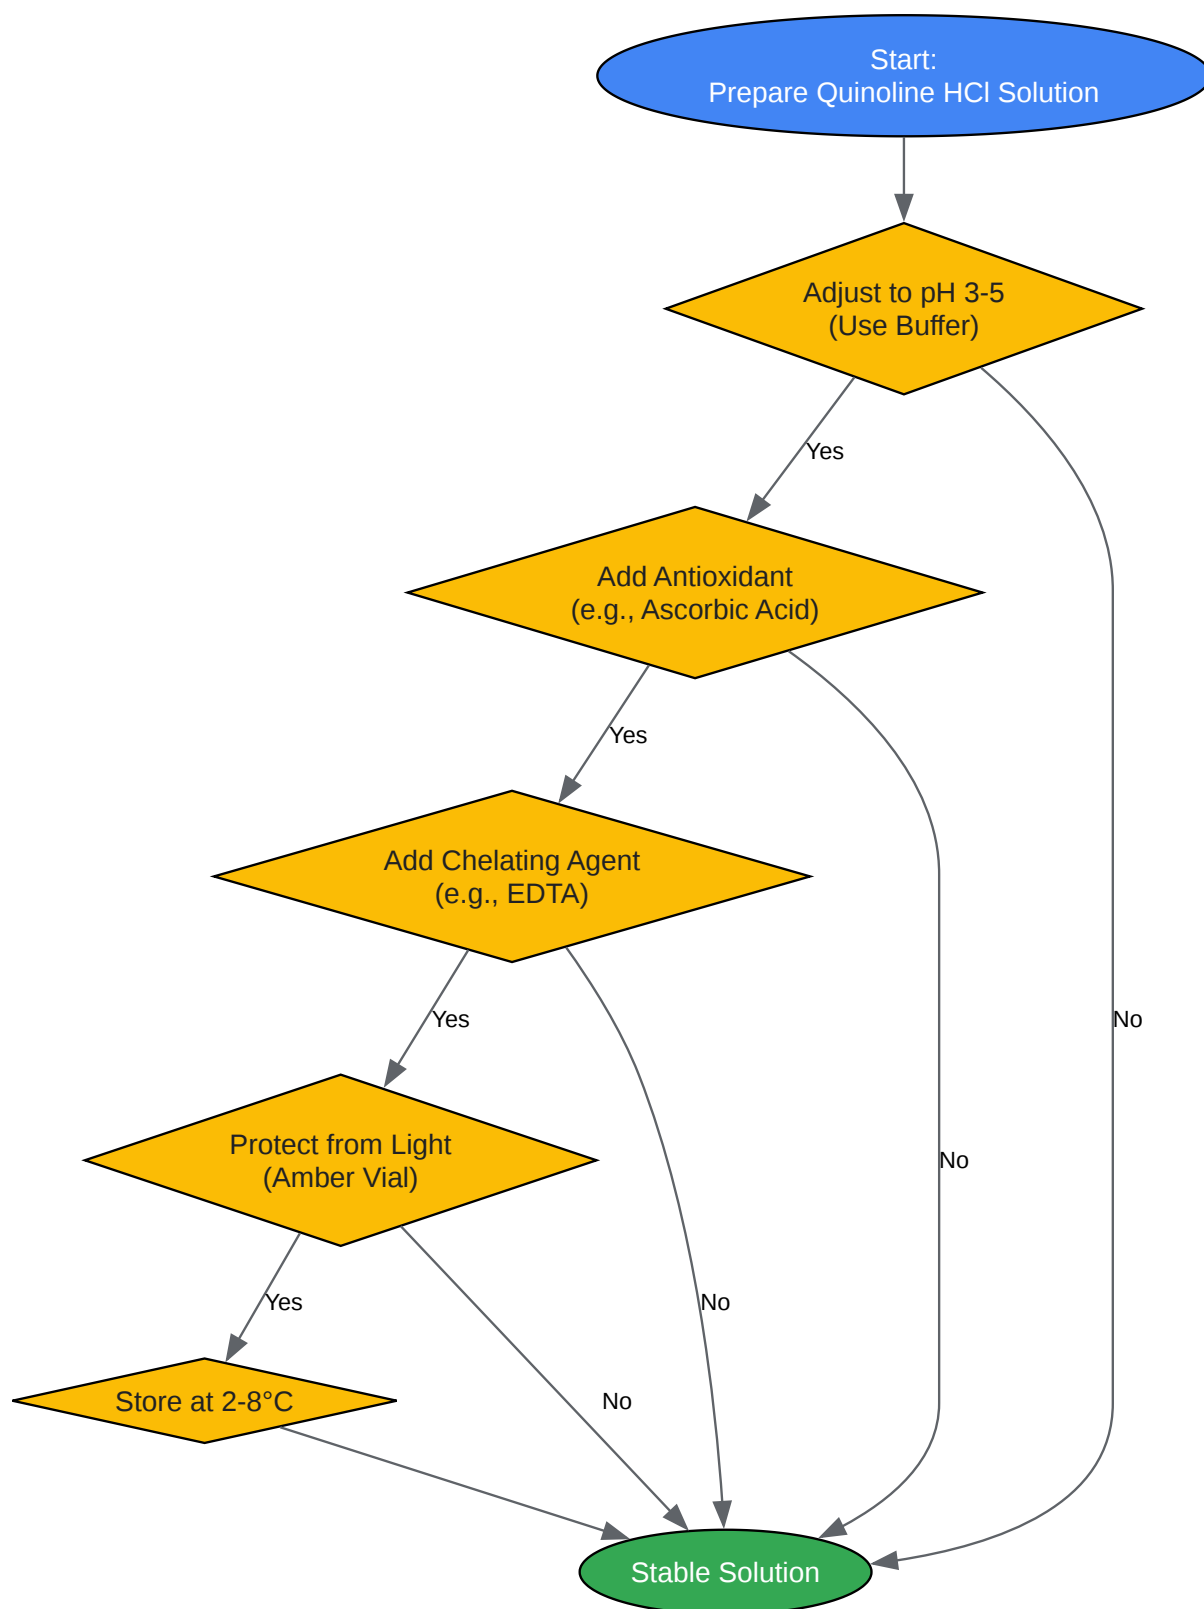 Start:
Prepare Quinoline HCl Solution
Adjust to pH 3-5
(Use Buffer)
Yes
Add Antioxidant
(e.g., Ascorbic Acid)
Yes
Add Chelating Agent
(e.g., EDTA)
Yes
No
Protect from Light
(Amber Vial)
No
Yes
No
Store at 2-8°C
No
Stable Solution